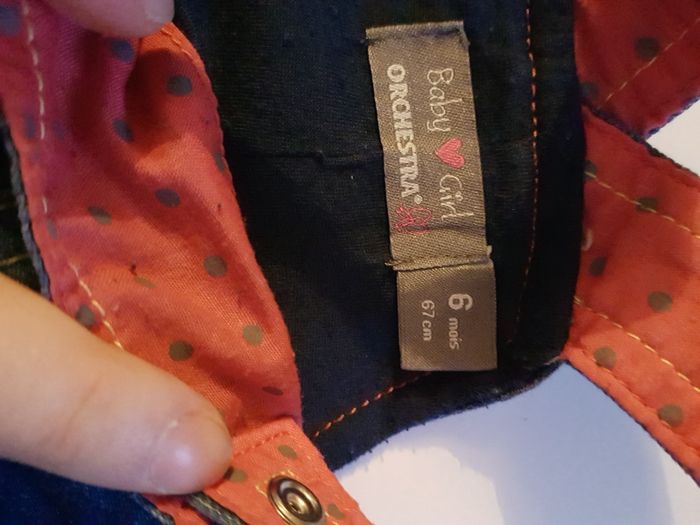 Baby Girl
ORCHESTRA®
6 mois
67 cm